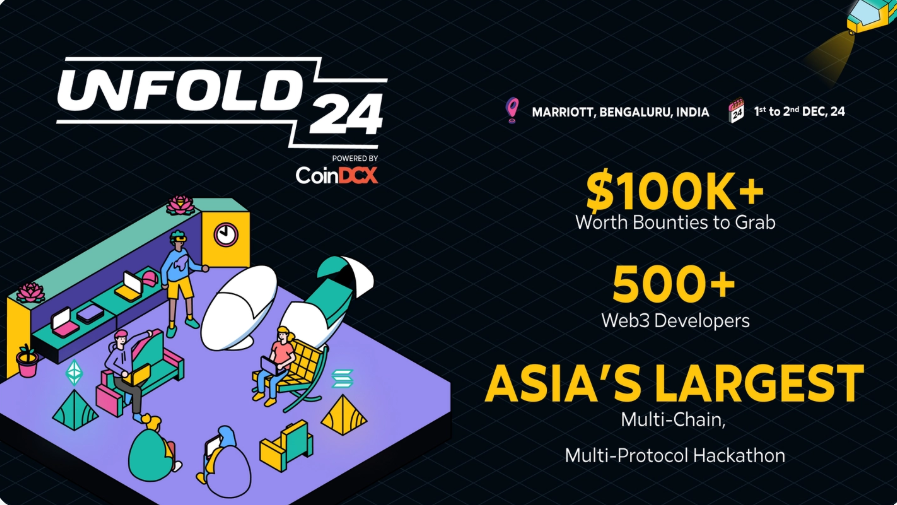 UNFOLD
24
POWERED BY
CoinDCX
MARRIOTT, BENGALURU, INDIA
24
1st to 2nd DEC, 24
$100K+
Worth Bounties to Grab
500+
Web3 Developers
ASIA'S LARGEST
Multi-Chain,
Multi-Protocol Hackathon